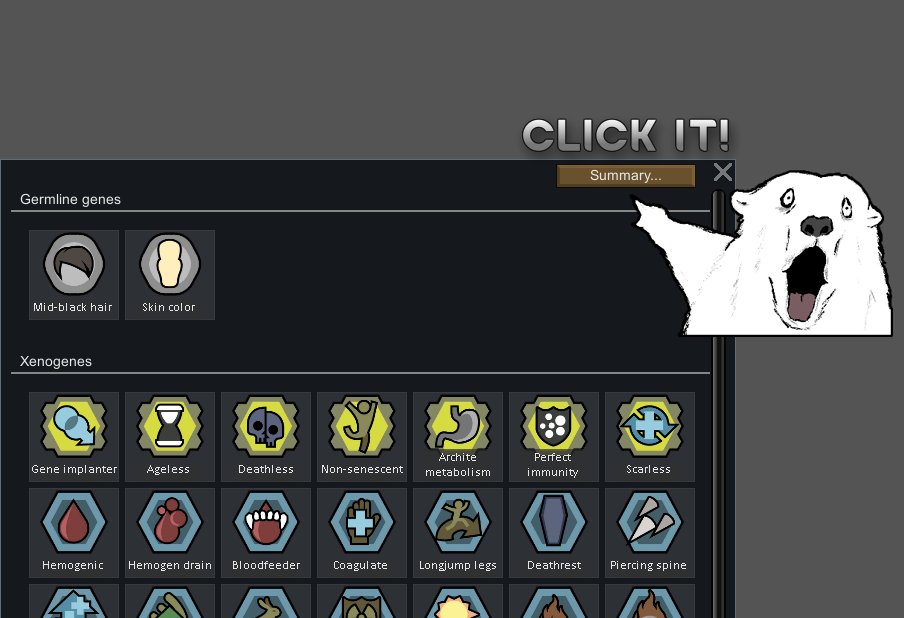 CLICK IT!
Summary...
Germline genes
Mid-black hair
Skin color
Xenogenes
Gene implanter
Ageless
Deathless
Non-senescent
Archite
metabolism
Perfect
immunity
Scarless
Hemogenic
Hemogen drain
Bloodfeeder
Coagulate
Longjump legs
Deathrest
Piercing spine